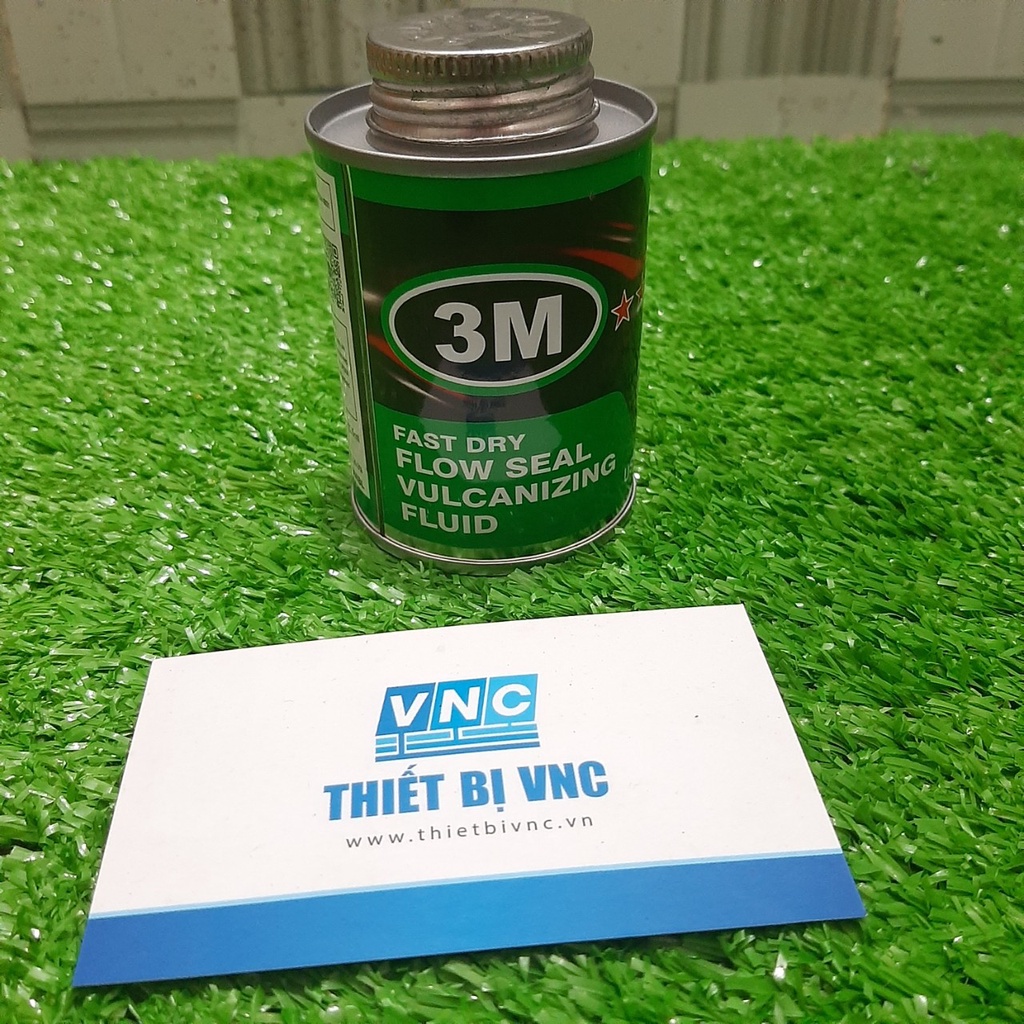 3M
FAST DRY
FLOW SEAL
VULCANIZING
FLUID
VNC
THIẾT BỊ VNC
www.thietbivnc.vn